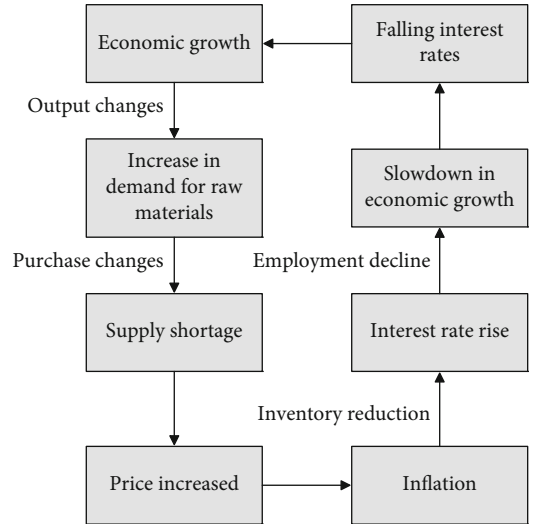 Economic growth
Falling interest
rates
Output changes
Increase in
demand for raw
materials
Slowdown in
economic growth
Purchase changes
Employment decline
Supply shortage
Interest rate rise
Inventory reduction
Price increased
Inflation